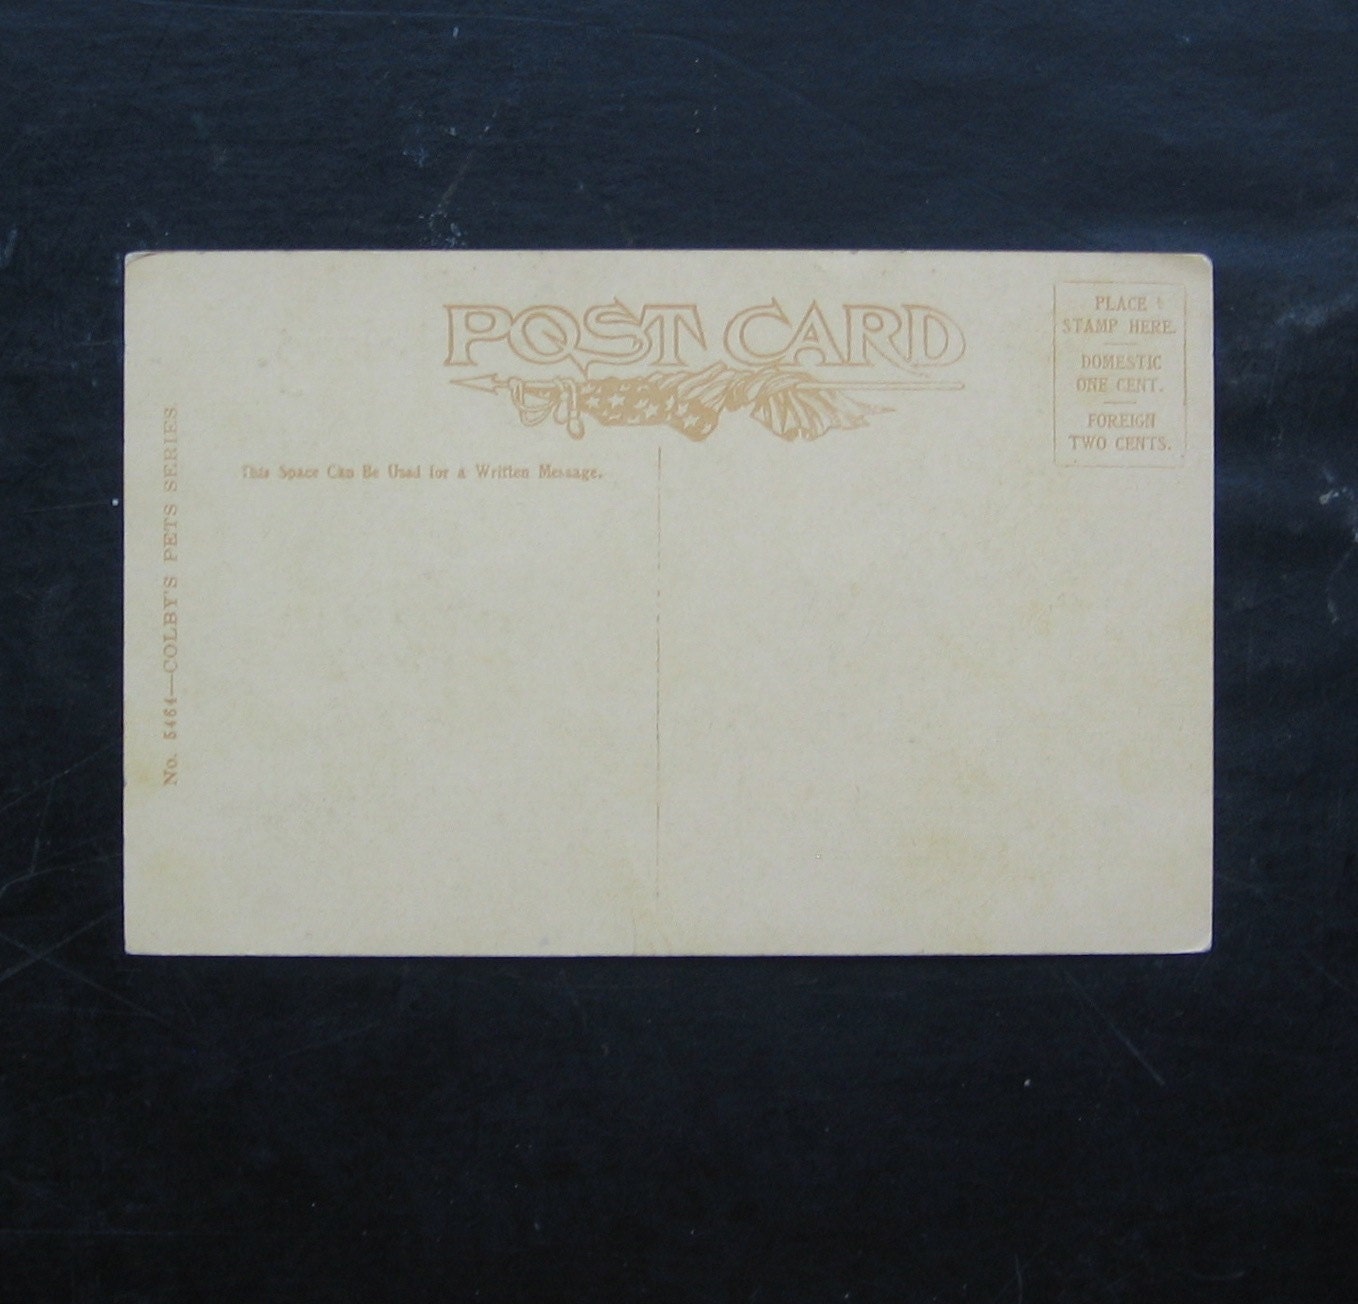 POST CARD
PLACE
STAMP HERE.
DOMESTIC
ONE CENT.
FOREIGN
TWO CENTS.
This Space Can Be Used for a Written Message.
No. 5464—COLBY'S PETS SERIES.